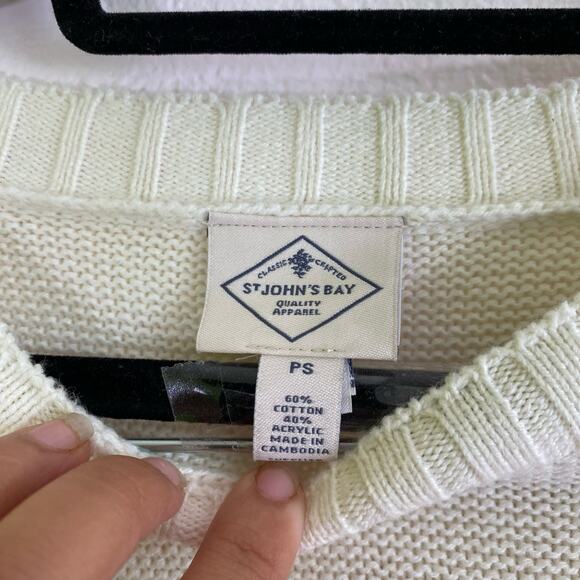 CLASSIC CRAFTED
ST JOHN'S BAY
QUALITY
APPAREL
PS
60%
COTTON
40%
ACRYLIC
MADE IN
CAMBODIA